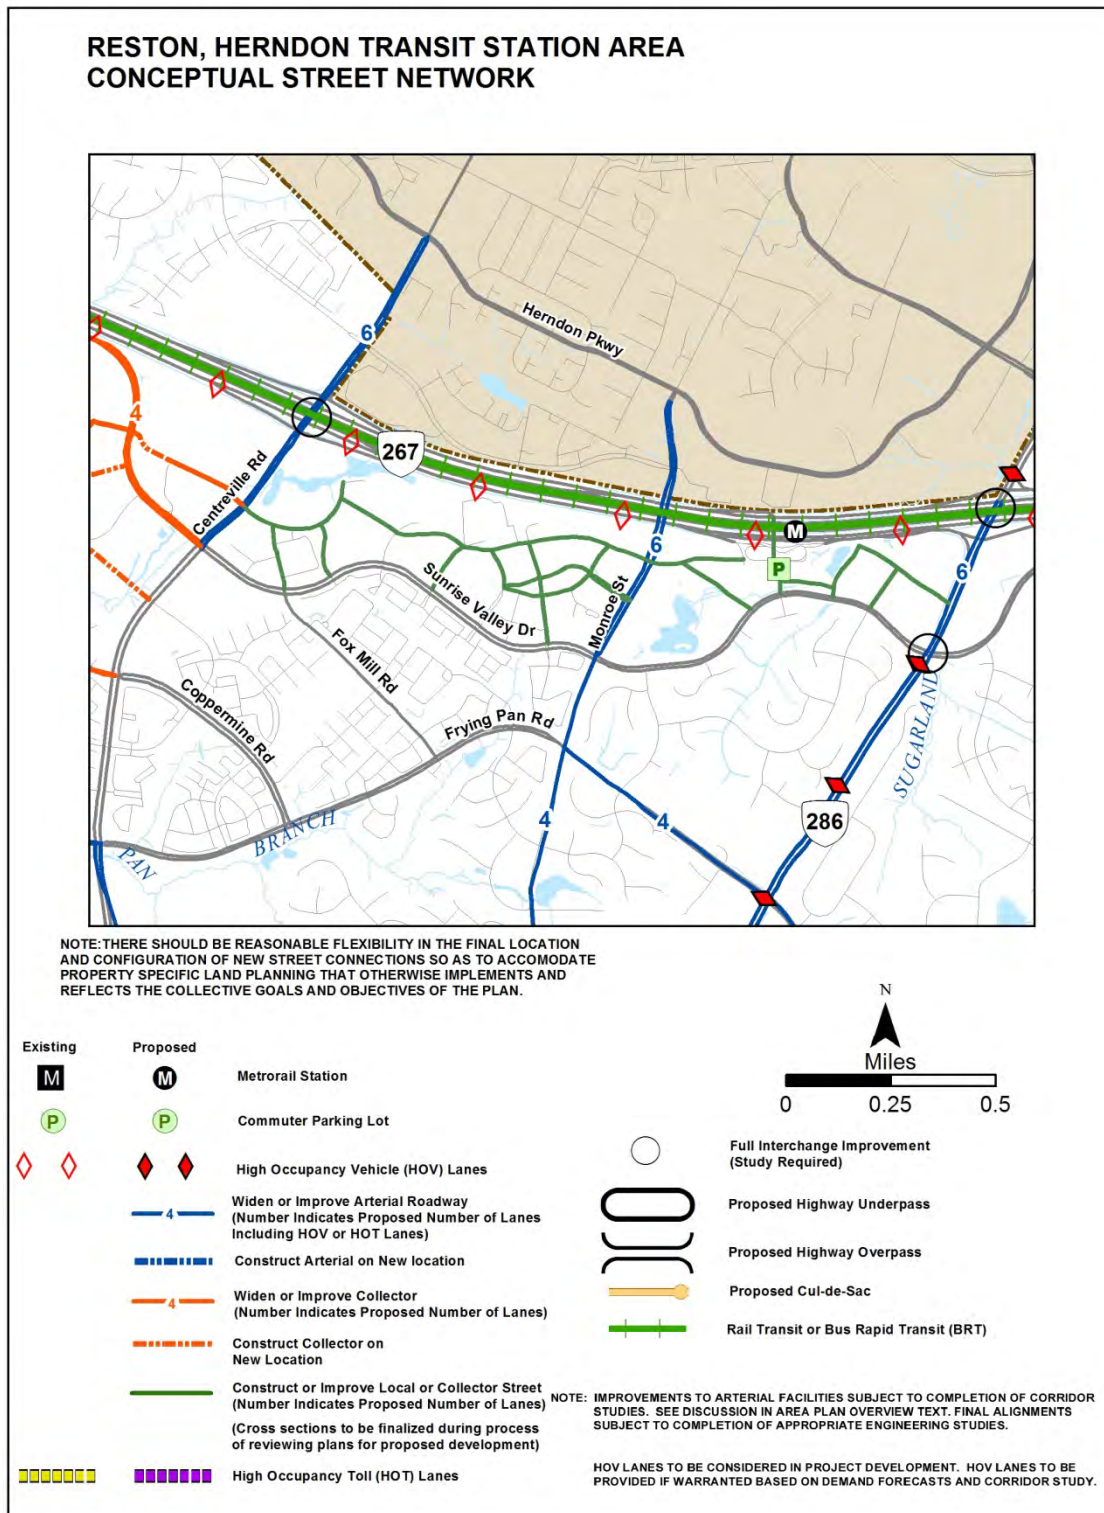 RESTON, HERNDON TRANSIT STATION AREA
CONCEPTUAL STREET NETWORK
6
Herndon Pkwy
4
267
Centreville Rd
M
6
P
6
Sunrise Valley Dr
Monroe St
Fox Mill Rd
Coppermine Rd
Frying Pan Rd
SUGARLAND
4
4
286
BRANCH
PAN
NOTE:THERE SHOULD BE REASONABLE FLEXIBILITY IN THE FINAL LOCATION
AND CONFIGURATION OF NEW STREET CONNECTIONS SO AS TO ACCOMODATE
PROPERTY SPECIFIC LAND PLANNING THAT OTHERWISE IMPLEMENTS AND
REFLECTS THE COLLECTIVE GOALS AND OBJECTIVES OF THE PLAN.
N
Miles
0 0.25 0.5
Existing Proposed
M M Metrorail Station
P P Commuter Parking Lot
High Occupancy Vehicle (HOV) Lanes
4 Widen or Improve Arterial Roadway
(Number Indicates Proposed Number of Lanes
Including HOV or HOT Lanes)
Construct Arterial on New location
4 Widen or Improve Collector
(Number Indicates Proposed Number of Lanes)
Construct Collector on
New Location
Construct or Improve Local or Collector Street
(Number Indicates Proposed Number of Lanes)
(Cross sections to be finalized during process
of reviewing plans for proposed development)
High Occupancy Toll (HOT) Lanes
Full Interchange Improvement
(Study Required)
Proposed Highway Underpass
Proposed Highway Overpass
Proposed Cul-de-Sac
Rail Transit or Bus Rapid Transit (BRT)
NOTE: IMPROVEMENTS TO ARTERIAL FACILITIES SUBJECT TO COMPLETION OF CORRIDOR
STUDIES. SEE DISCUSSION IN AREA PLAN OVERVIEW TEXT. FINAL ALIGNMENTS
SUBJECT TO COMPLETION OF APPROPRIATE ENGINEERING STUDIES.
HOV LANES TO BE CONSIDERED IN PROJECT DEVELOPMENT. HOV LANES TO BE
PROVIDED IF WARRANTED BASED ON DEMAND FORECASTS AND CORRIDOR STUDY.